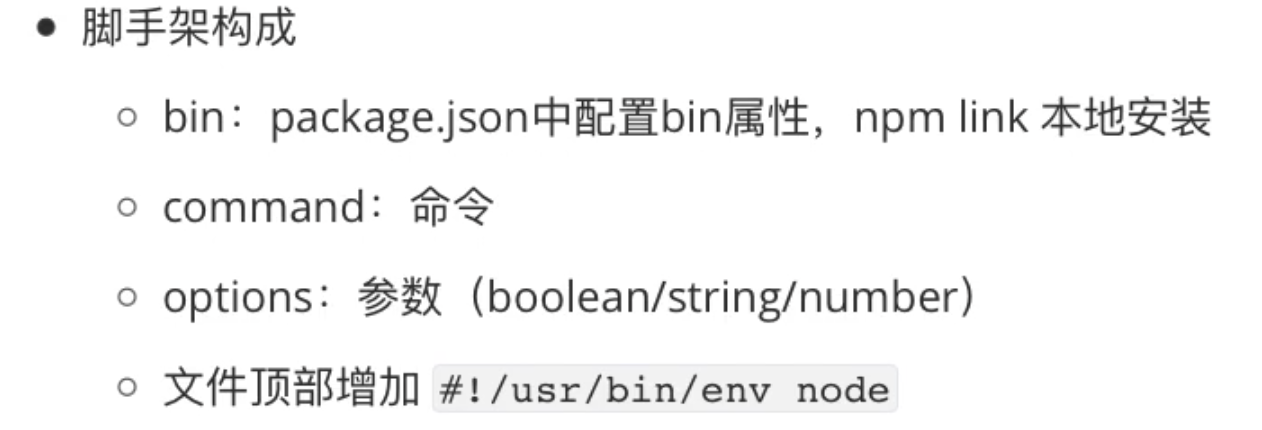 脚手架构成
bin：package.json中配置bin属性，npm link 本地安装
command：命令
options：参数（boolean/string/number）
文件顶部增加 #!/usr/bin/env node